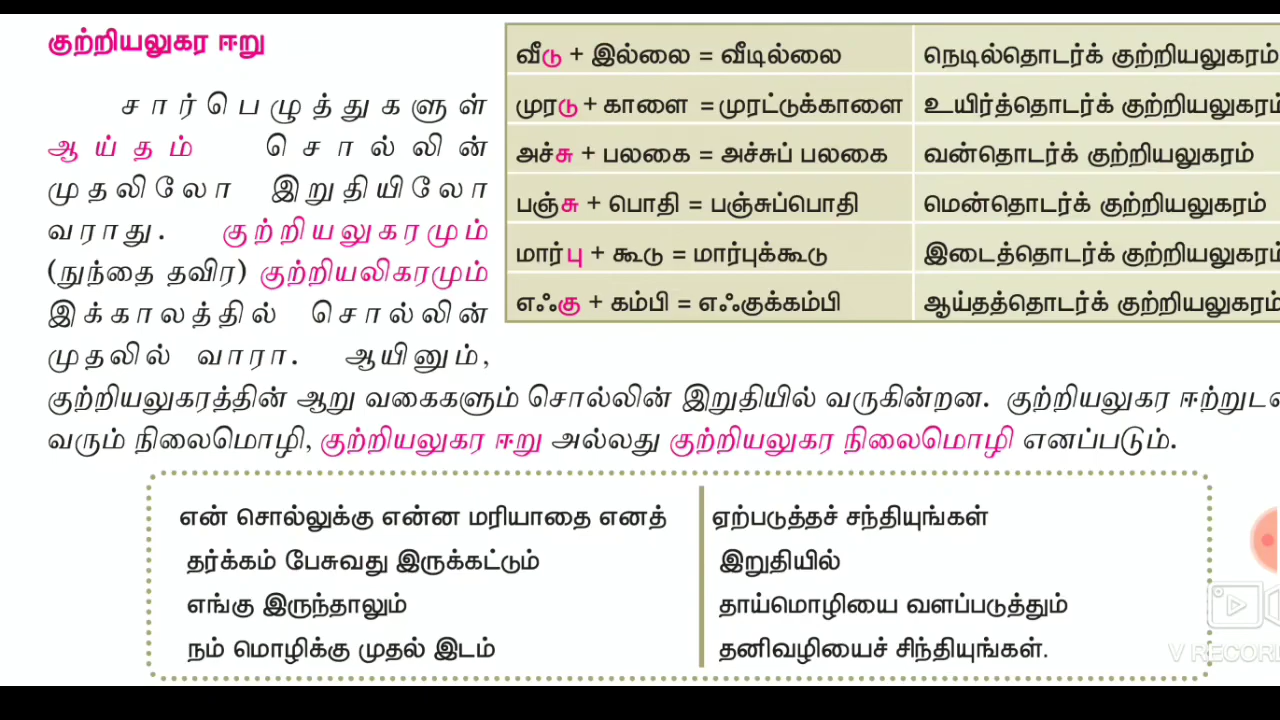 குற்றியலுகர ஈறு
சார்பெழுத்துகளுள்
ஆய்தம் சொல்லின்
முதலிலோ இறுதியிலோ
வராது. குற்றியலுகரமும்
(நுந்தை தவிர) குற்றியலிகரமும்
இக்காலத்தில் சொல்லின்
முதலில் வாரா. ஆயினும்,
வீடு + இல்லை = வீடில்லை நெடில்தொடர்க் குற்றியலுகரம்
முரடு + காளை = முரட்டுக்காளை உயிர்த்தொடர்க் குற்றியலுகரம்
அச்சு + பலகை = அச்சுப் பலகை வன்தொடர்க் குற்றியலுகரம்
பஞ்சு + பொதி = பஞ்சுப்பொதி மென்தொடர்க் குற்றியலுகரம்
மார்பு + கூடு = மார்புக்கூடு இடைத்தொடர்க் குற்றியலுகரம்
எஃகு + கம்பி = எஃகுக்கம்பி ஆய்தத்தொடர்க் குற்றியலுகரம்
குற்றியலுகரத்தின் ஆறு வகைகளும் சொல்லின் இறுதியில் வருகின்றன. குற்றியலுகர
வரும் நிலைமொழி, குற்றியலுகர ஈறு அல்லது குற்றியலுகர நிலைமொழி எனப்படும்.
என் சொல்லுக்கு என்ன மரியாதை எனத்
தர்க்கம் பேசுவது இருக்கட்டும்
எங்கு இருந்தாலும்
நம் மொழிக்கு முதல் இடம்
ஏற்படுத்தச் சந்தியுங்கள்
இறுதியில்
தாய்மொழியை வளப்படுத்தும்
தனிவழியைச் சிந்தியுங்கள்.